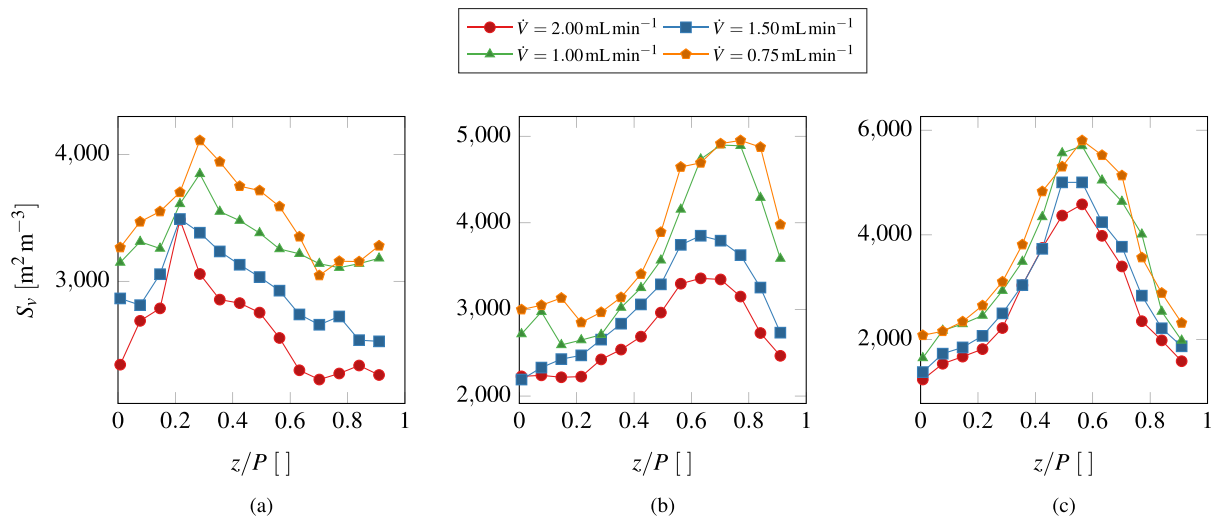 V̇ = 2.00 mL min⁻¹ V̇ = 1.50 mL min⁻¹
V̇ = 1.00 mL min⁻¹ V̇ = 0.75 mL min⁻¹
4,000
3,000
Sᵥ [m² m⁻³]
0 0.2 0.4 0.6 0.8 1
z/P [ ]
(a)
5,000
4,000
3,000
2,000
0 0.2 0.4 0.6 0.8 1
z/P [ ]
(b)
6,000
4,000
2,000
0 0.2 0.4 0.6 0.8 1
z/P [ ]
(c)